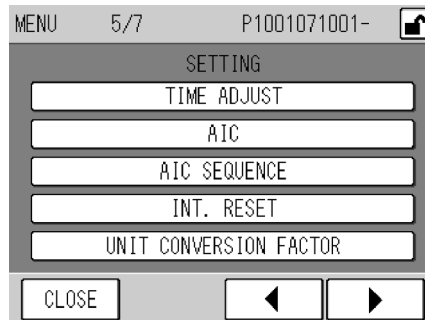 MENU 5/7 P1001071001-
SETTING
TIME ADJUST
AIC
AIC SEQUENCE
INT. RESET
UNIT CONVERSION FACTOR
CLOSE